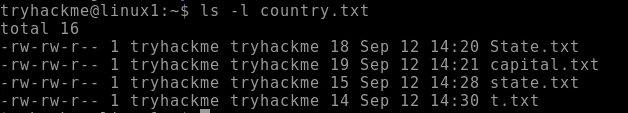 tryhackme@linux1:~$ ls -l country.txt
total 16
-rw-rw-r-- 1 tryhackme tryhackme 18 Sep 12 14:20 State.txt
-rw-rw-r-- 1 tryhackme tryhackme 19 Sep 12 14:21 capital.txt
-rw-rw-r-- 1 tryhackme tryhackme 15 Sep 12 14:28 state.txt
-rw-rw-r-- 1 tryhackme tryhackme 14 Sep 12 14:30 t.txt